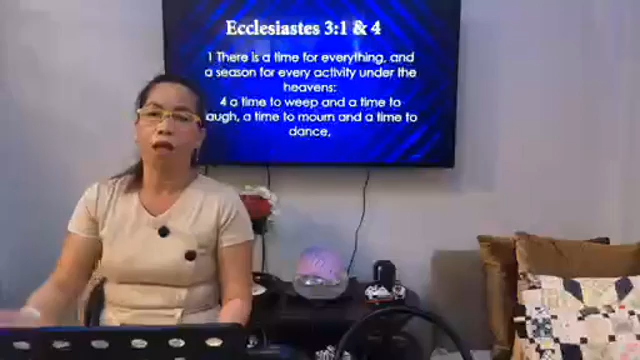 Ecclesiastes 3:1 & 4
1 There is a time for everything, and
a season for every activity under the
heavens:
4 a time to weep and a time to
augh, a time to mourn and a time to
dance,